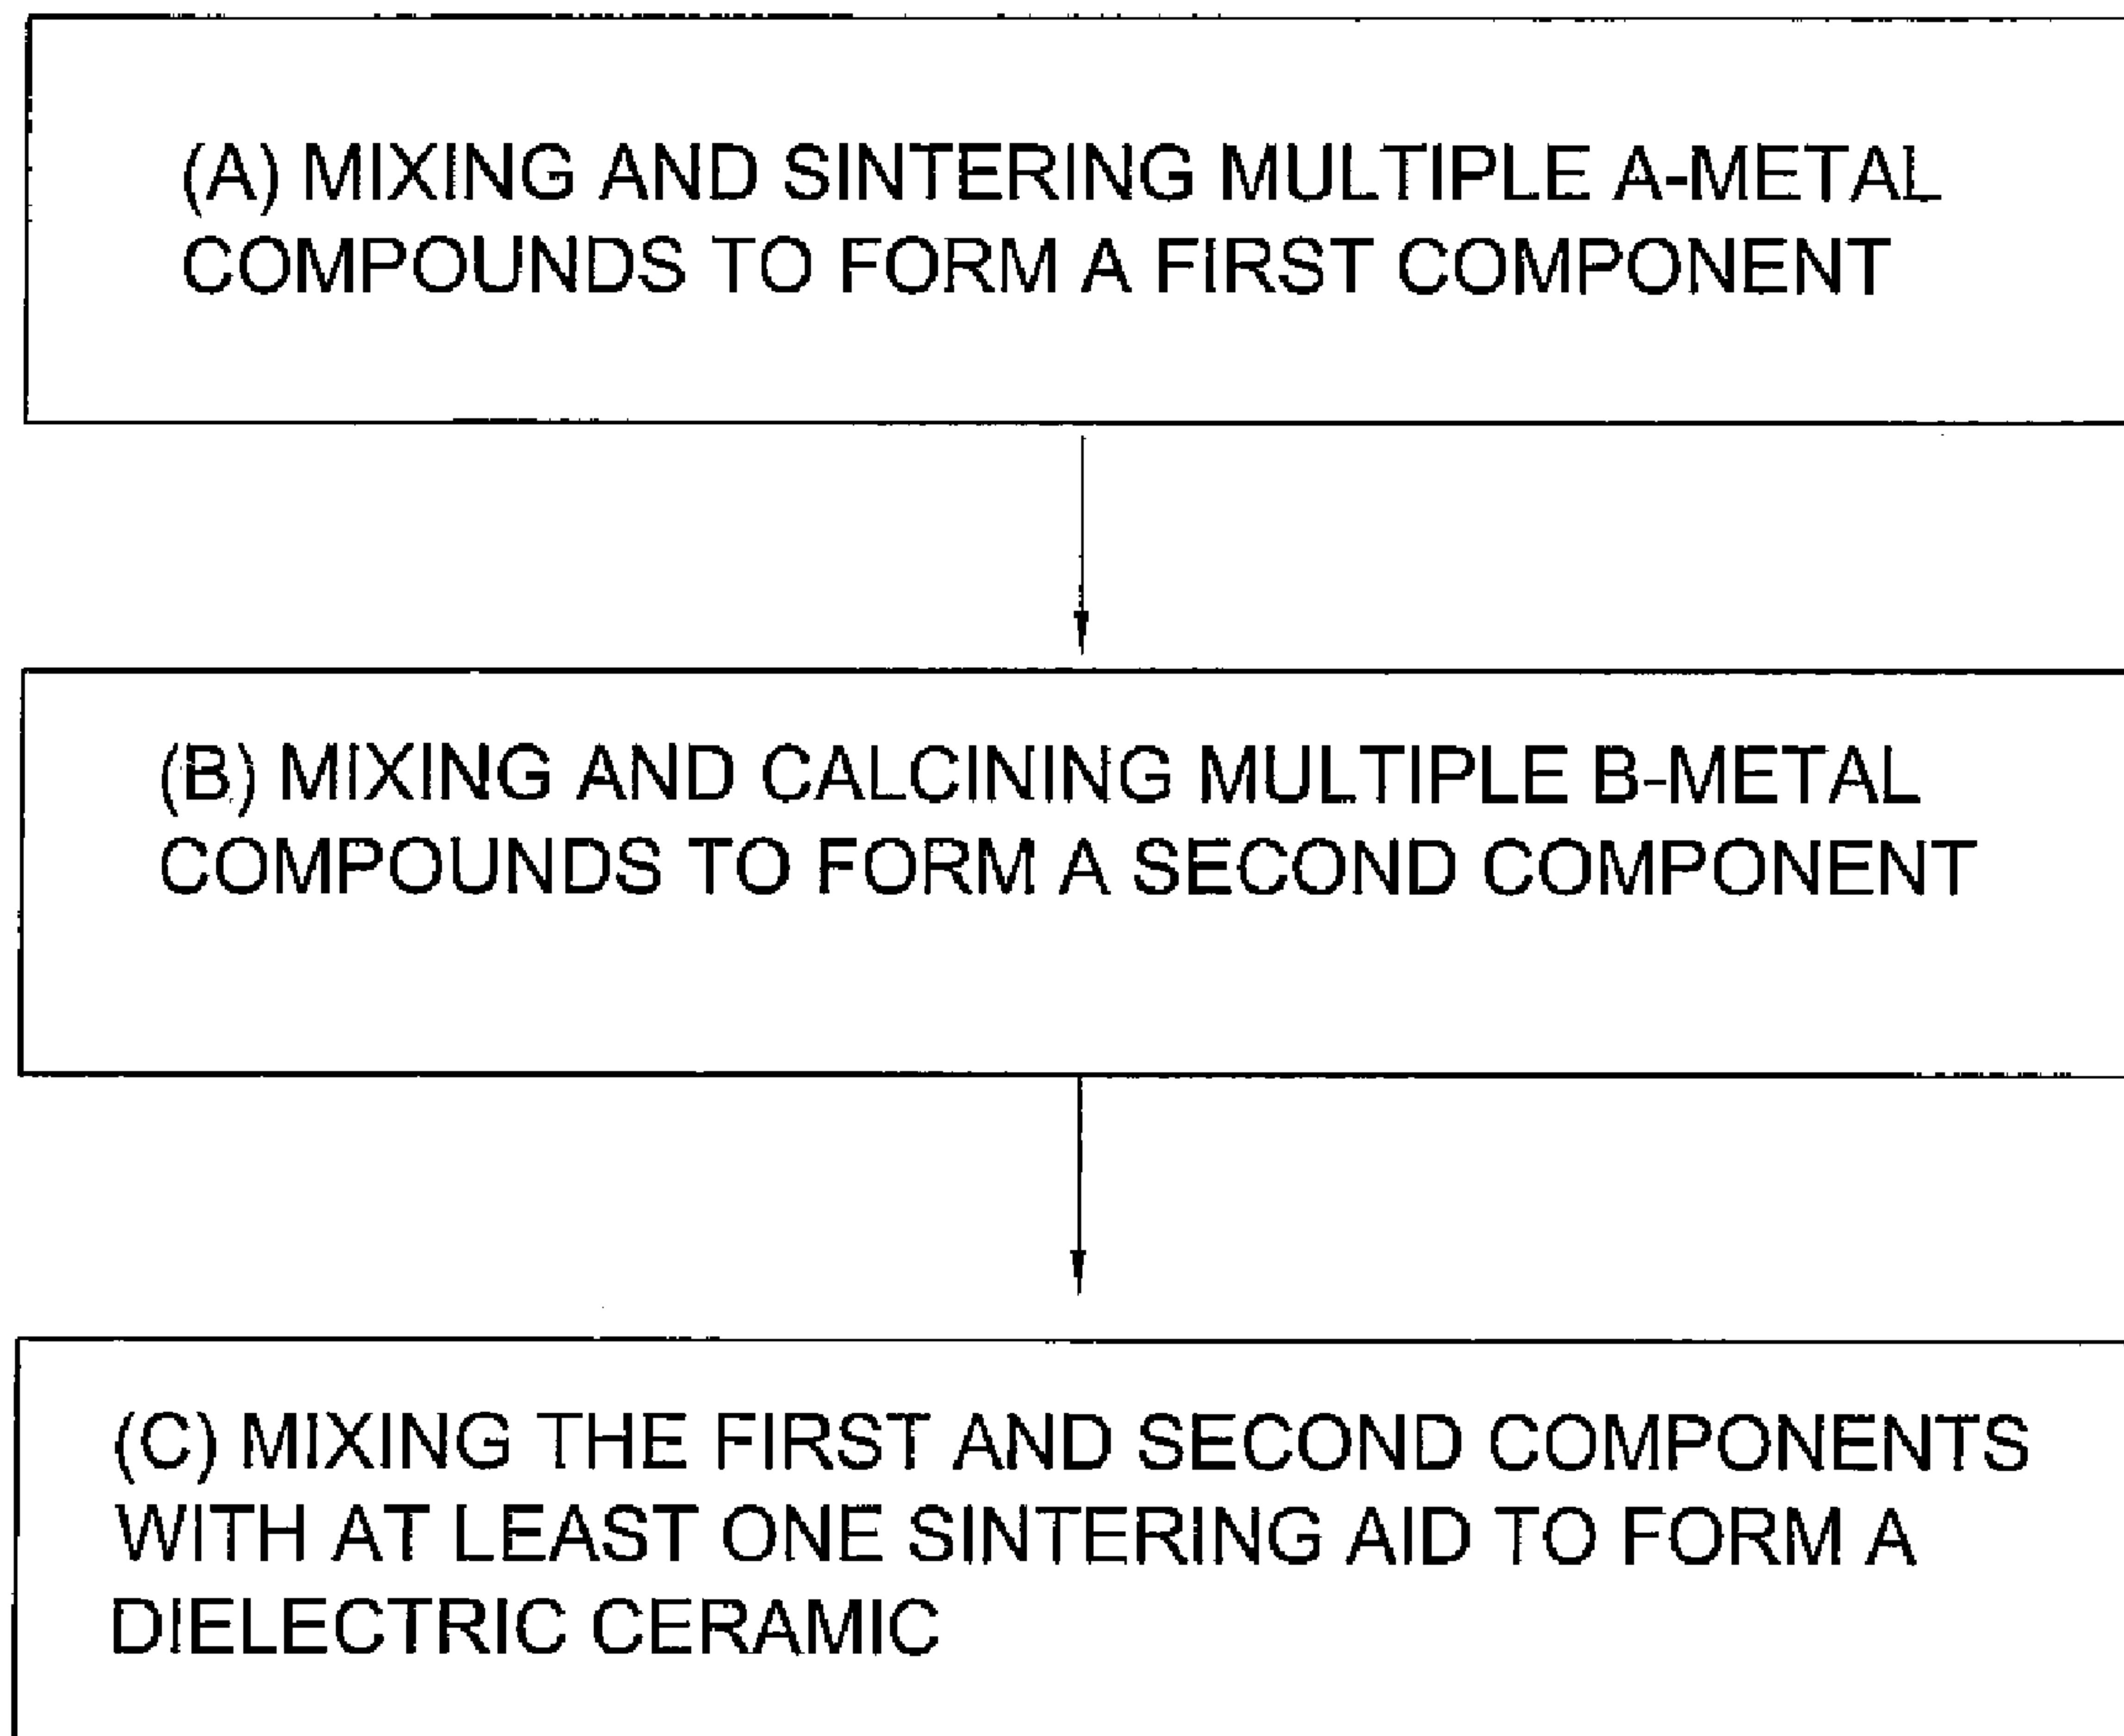 (A) MIXING AND SINTERING MULTIPLE A-METAL
COMPOUNDS TO FORM A FIRST COMPONENT
(B) MIXING AND CALCINING MULTIPLE B-METAL
COMPOUNDS TO FORM A SECOND COMPONENT
(C) MIXING THE FIRST AND SECOND COMPONENTS
WITH AT LEAST ONE SINTERING AID TO FORM A
DIELECTRIC CERAMIC